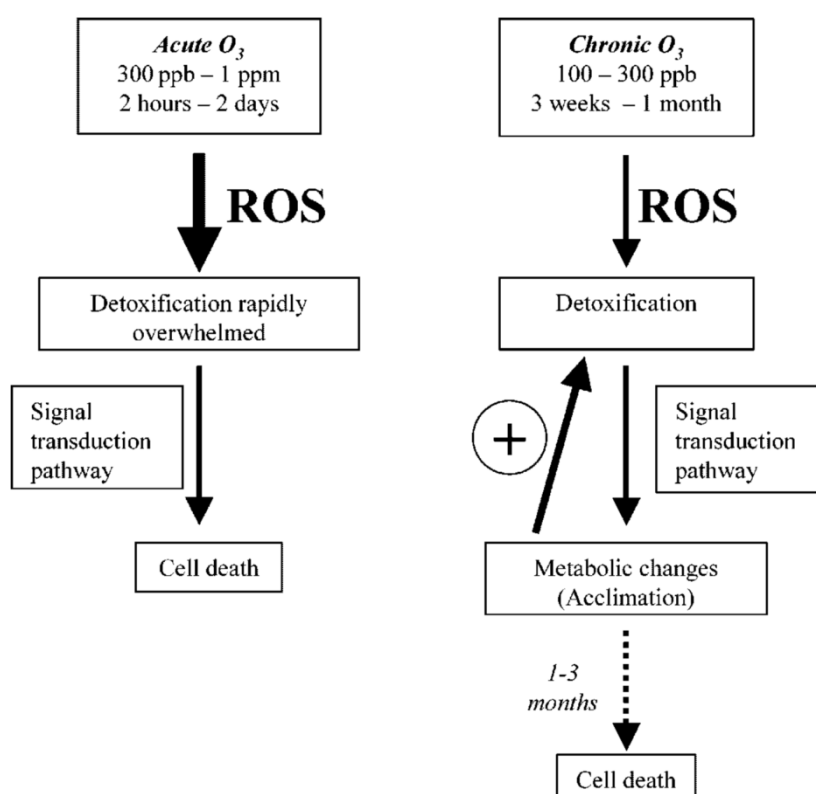 Acute O3
300 ppb – 1 ppm
2 hours – 2 days
ROS
Detoxification rapidly
overwhelmed
Signal
transduction
pathway
Cell death
Chronic O3
100 – 300 ppb
3 weeks – 1 month
ROS
Detoxification
+
Signal
transduction
pathway
Metabolic changes
(Acclimation)
1-3
months
Cell death